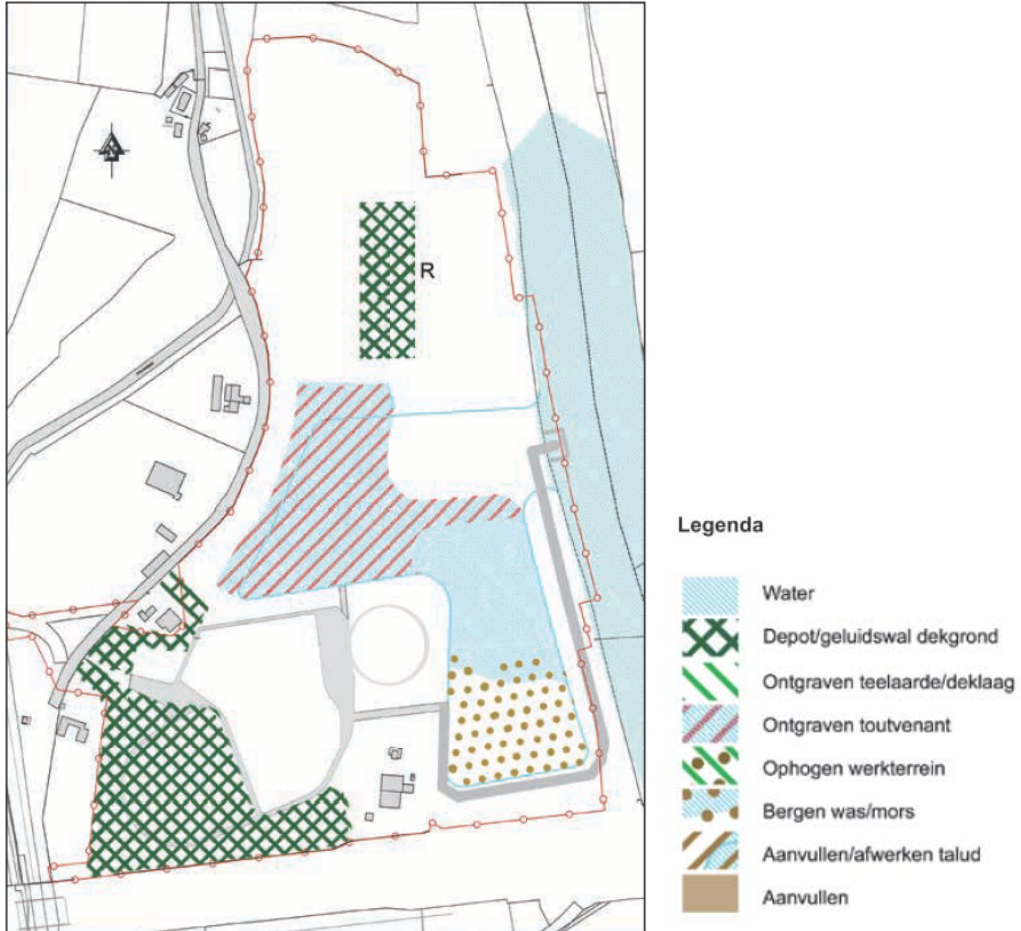 R
Legenda
Water
Depot/geluidswal dekgrond
Ontgraven teelaarde/deklaag
Ontgraven toutvenant
Ophogen werkterrein
Bergen was/mors
Aanvullen/afwerken talud
Aanvullen